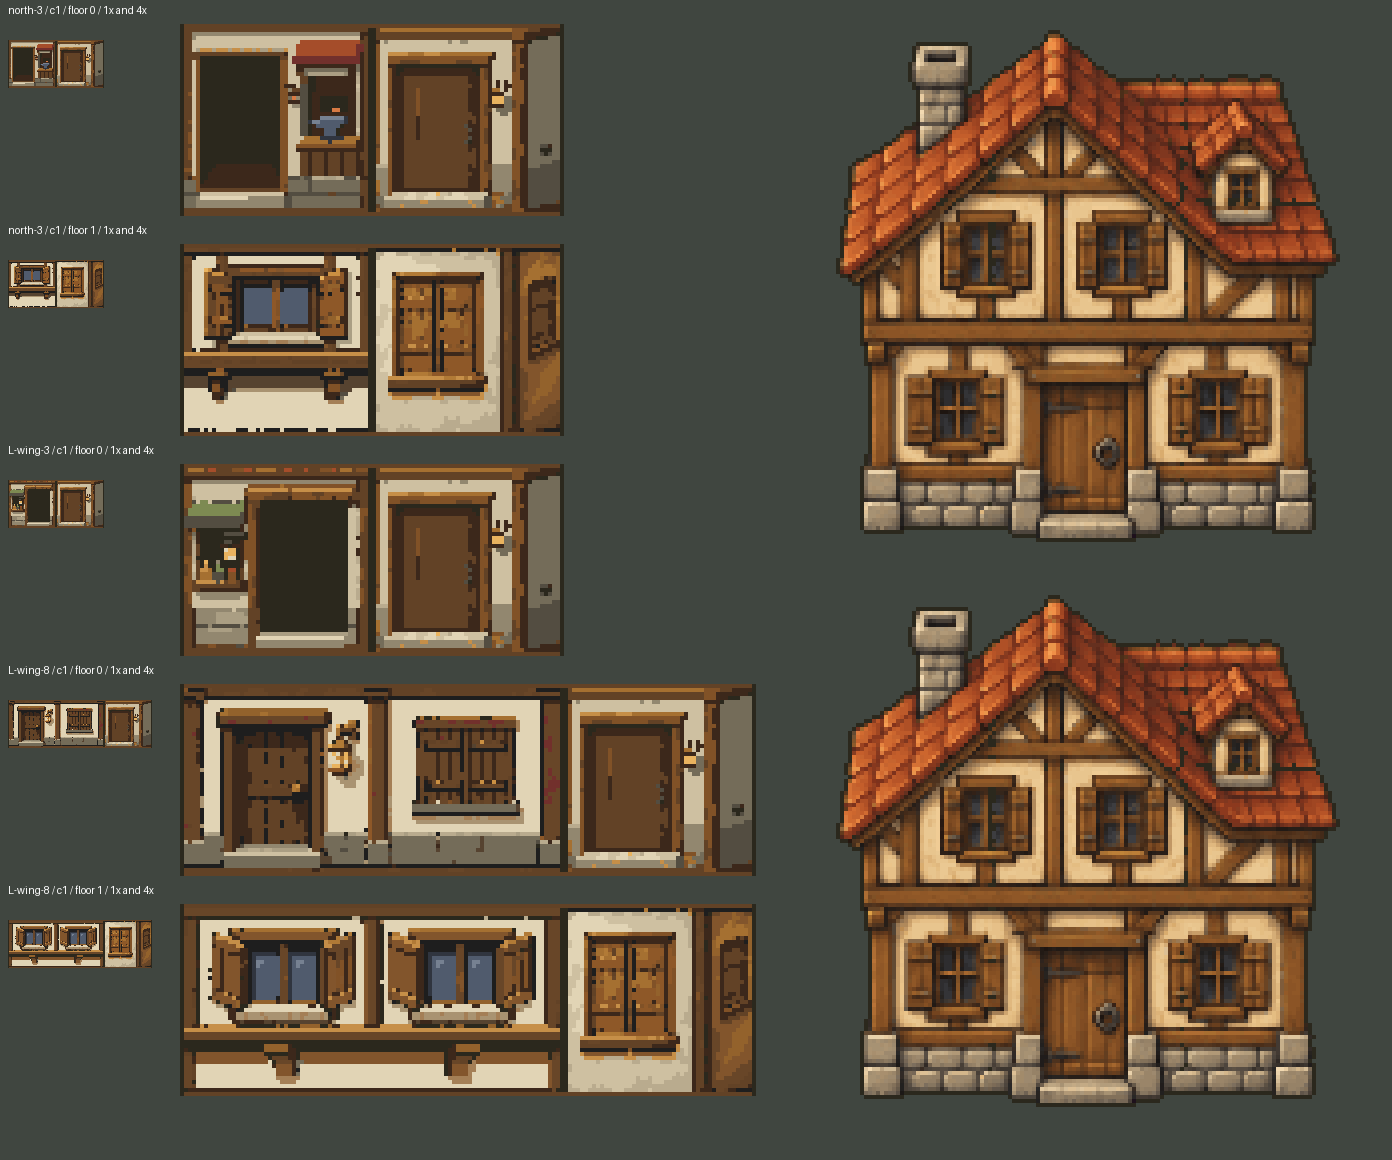 north-3 / c1 / floor 0 / 1x and 4x
north-3 / c1 / floor 1 / 1x and 4x
L-wing-3 / c1 / floor 0 / 1x and 4x
L-wing-8 / c1 / floor 0 / 1x and 4x
L-wing-8 / c1 / floor 1 / 1x and 4x